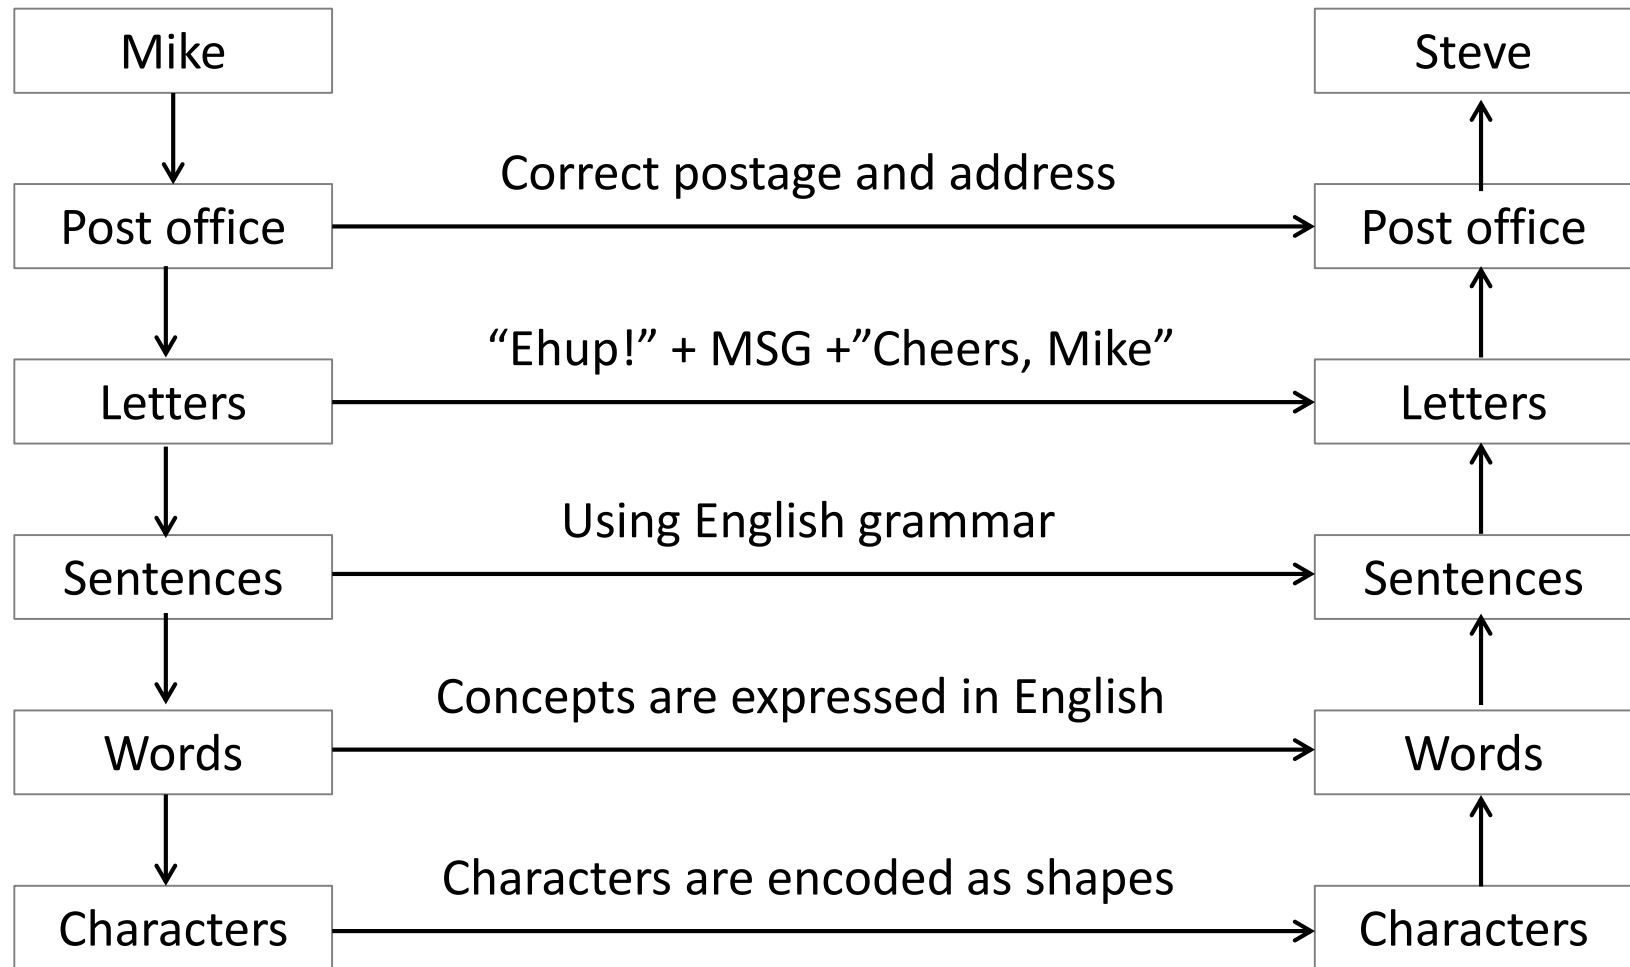 Mike
Steve
Correct postage and address
Post office
Post office
“Ehup!” + MSG +”Cheers, Mike”
Letters
Letters
Using English grammar
Sentences
Sentences
Concepts are expressed in English
Words
Words
Characters are encoded as shapes
Characters
Characters